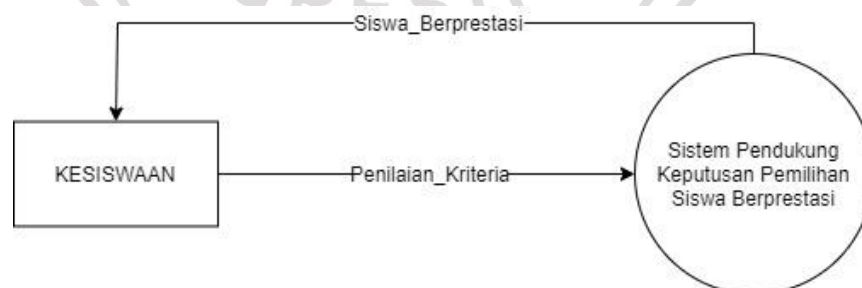 Siswa_Berprestasi
KESISWAAN
Penilaian_Kriteria
Sistem Pendukung
Keputusan Pemilihan
Siswa Berprestasi